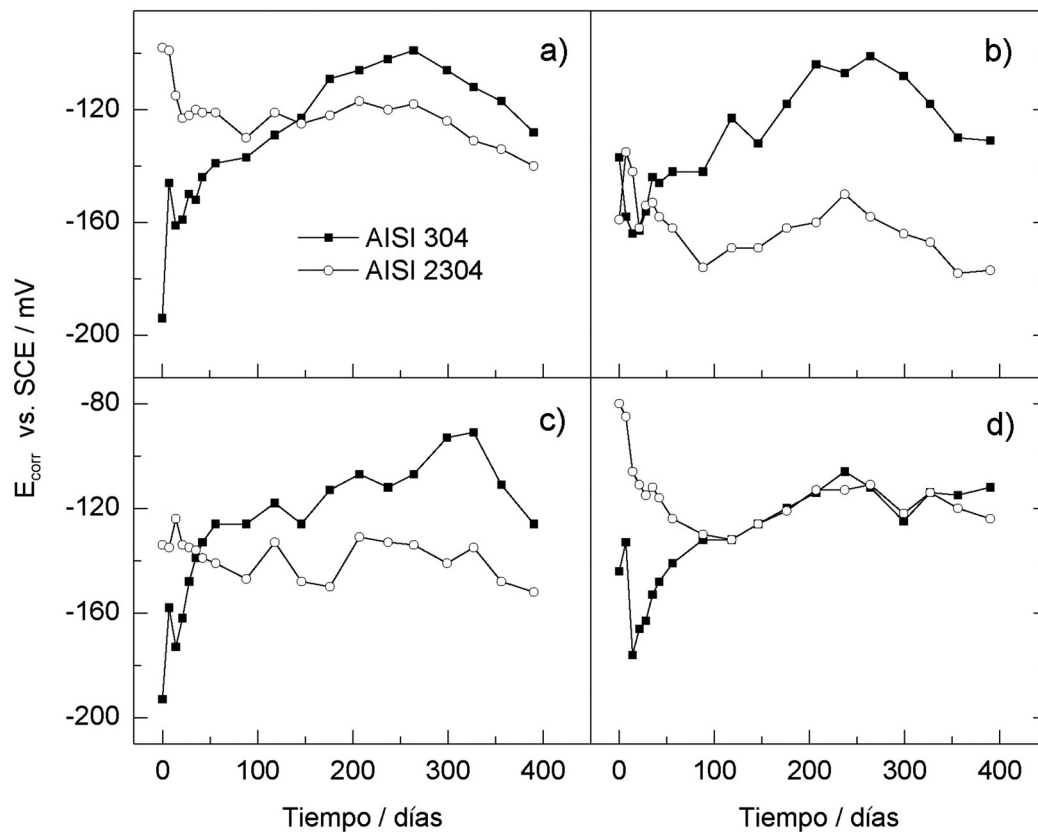 a)
b)
-120
-160
-200
AISI 304
AISI 2304
E_corr vs. SCE / mV
c)
d)
-80
-120
-160
-200
0 100 200 300 400
0 100 200 300 400
Tiempo / días
Tiempo / días